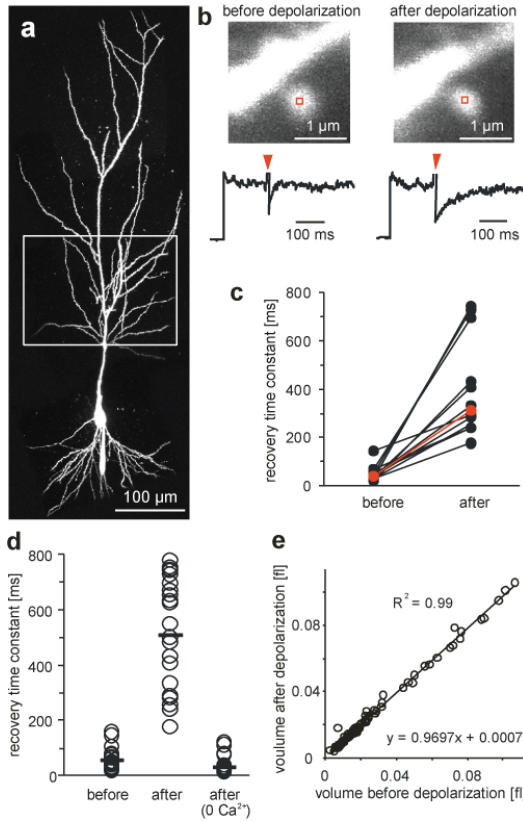 a
100 µm
b
before depolarization
after depolarization
1 µm
1 µm
100 ms
100 ms
c
recovery time constant [ms]
800
600
400
200
0
before
after
d
recovery time constant [ms]
800
600
400
200
0
before
after
after
(0 Ca²⁺)
e
voulume after depolarization [fl]
0.08
0.04
0
R² = 0.99
y = 0.9697x + 0.0007
0
0.04
0.08
volume before depolarization [fl]